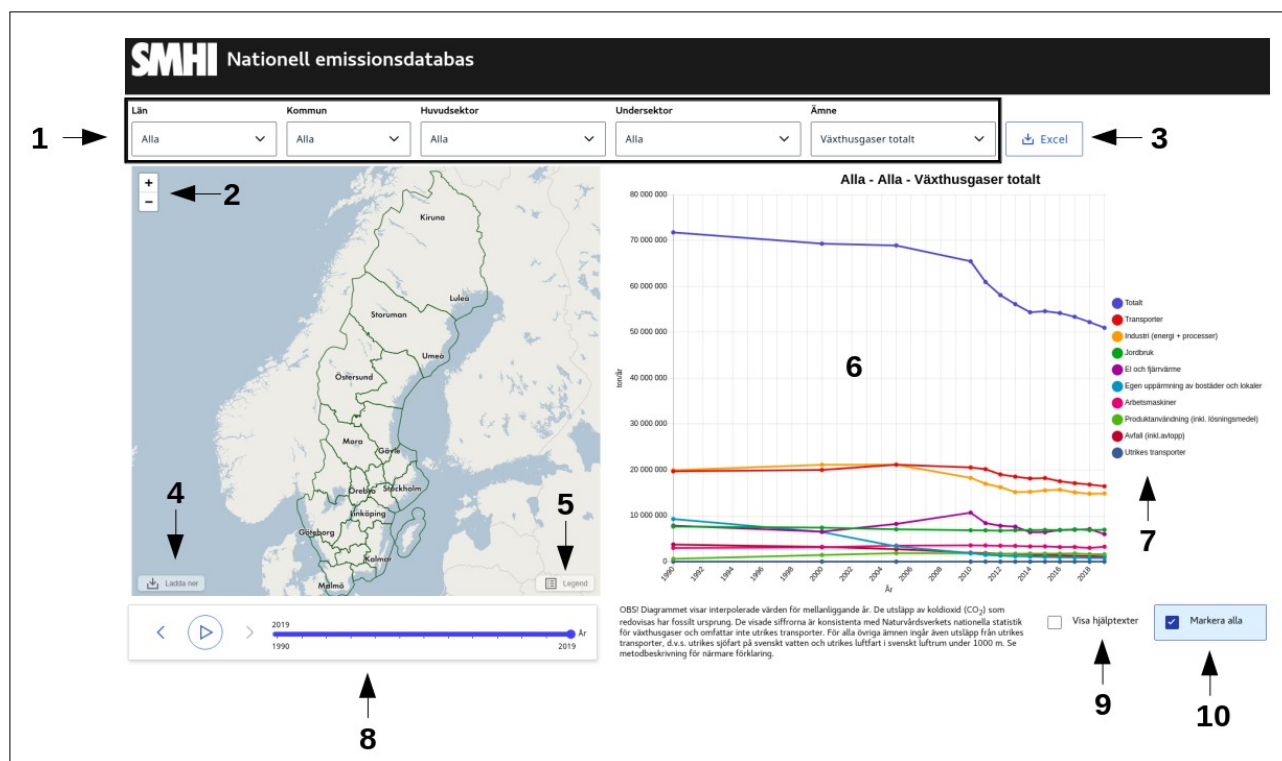 SMHI Nationell emissionsdatabas
Län
Kommun
Huvudsektor
Undersektor
Ämne
1
Alla
Alla
Alla
Alla
Växthusgaser totalt
Excel
3
+
−
2
Kiruna
Luleå
Storuman
Umeå
Östersund
Mora
Gävle
Örebro
Stockholm
Linköping
Göteborg
Kalmar
Malmö
4
5
Ladda ner
Legend
Alla - Alla - Växthusgaser totalt
80 000 000
70 000 000
60 000 000
50 000 000
40 000 000
30 000 000
20 000 000
10 000 000
0
ton/år
6
1990
1992
1994
1996
1998
2000
2002
2004
2006
2008
2010
2012
2014
2016
2018
År
Totalt
Transporter
Industri (energi + processer)
Jordbruk
El och fjärrvärme
Egen uppärmning av bostäder och lokaler
Arbetsmaskiner
Produktanvändning (inkl. lösningsmedel)
Avfall (inkl.avlopp)
Utrikes transporter
7
2019
År
1990
2019
8
OBS! Diagrammet visar interpolerade värden för mellanliggande år. De utsläpp av koldioxid (CO2) som
redovisas har fossilt ursprung. De visade siffrorna är konsistenta med Naturvårdsverkets nationella statistik
för växthusgaser och omfattar inte utrikes transporter. För alla övriga ämnen ingår även utsläpp från utrikes
transporter, d.v.s. utrikes sjöfart på svenskt vatten och utrikes luftfart i svenskt luftrum under 1000 m. Se
metodbeskrivning för närmare förklaring.
Visa hjälptexter
Markera alla
9
10